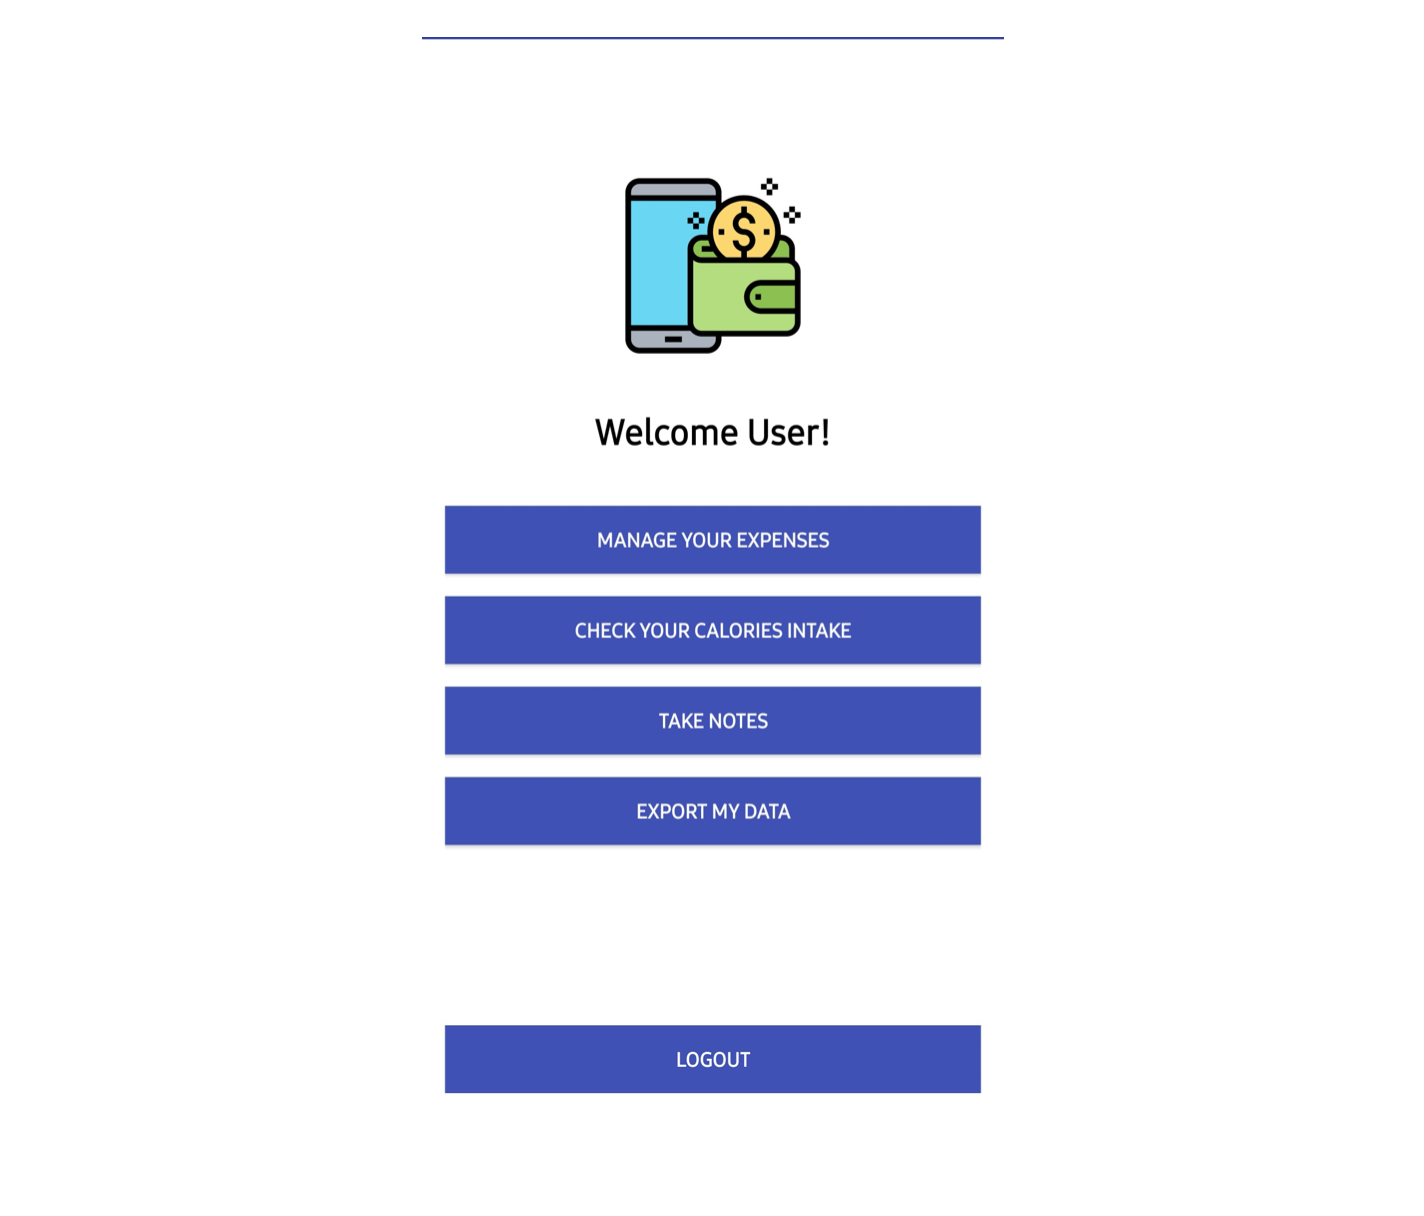 Welcome User!
MANAGE YOUR EXPENSES
CHECK YOUR CALORIES INTAKE
TAKE NOTES
EXPORT MY DATA
LOGOUT